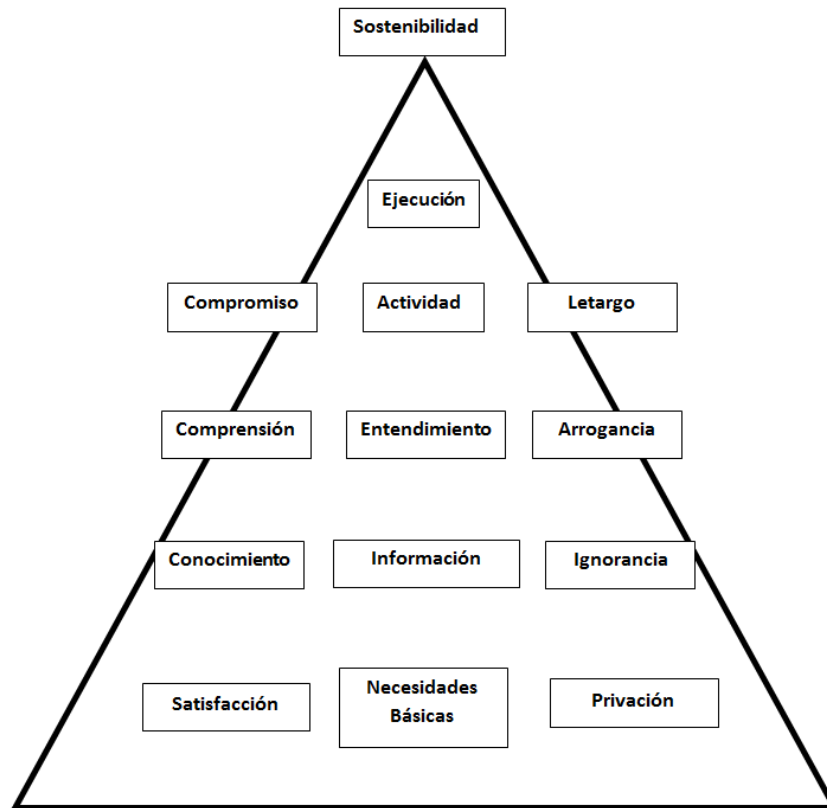 Sostenibilidad
Ejecución
Compromiso
Actividad
Letargo
Comprensión
Entendimiento
Arrogancia
Conocimiento
Información
Ignorancia
Satisfacción
Necesidades
Básicas
Privación